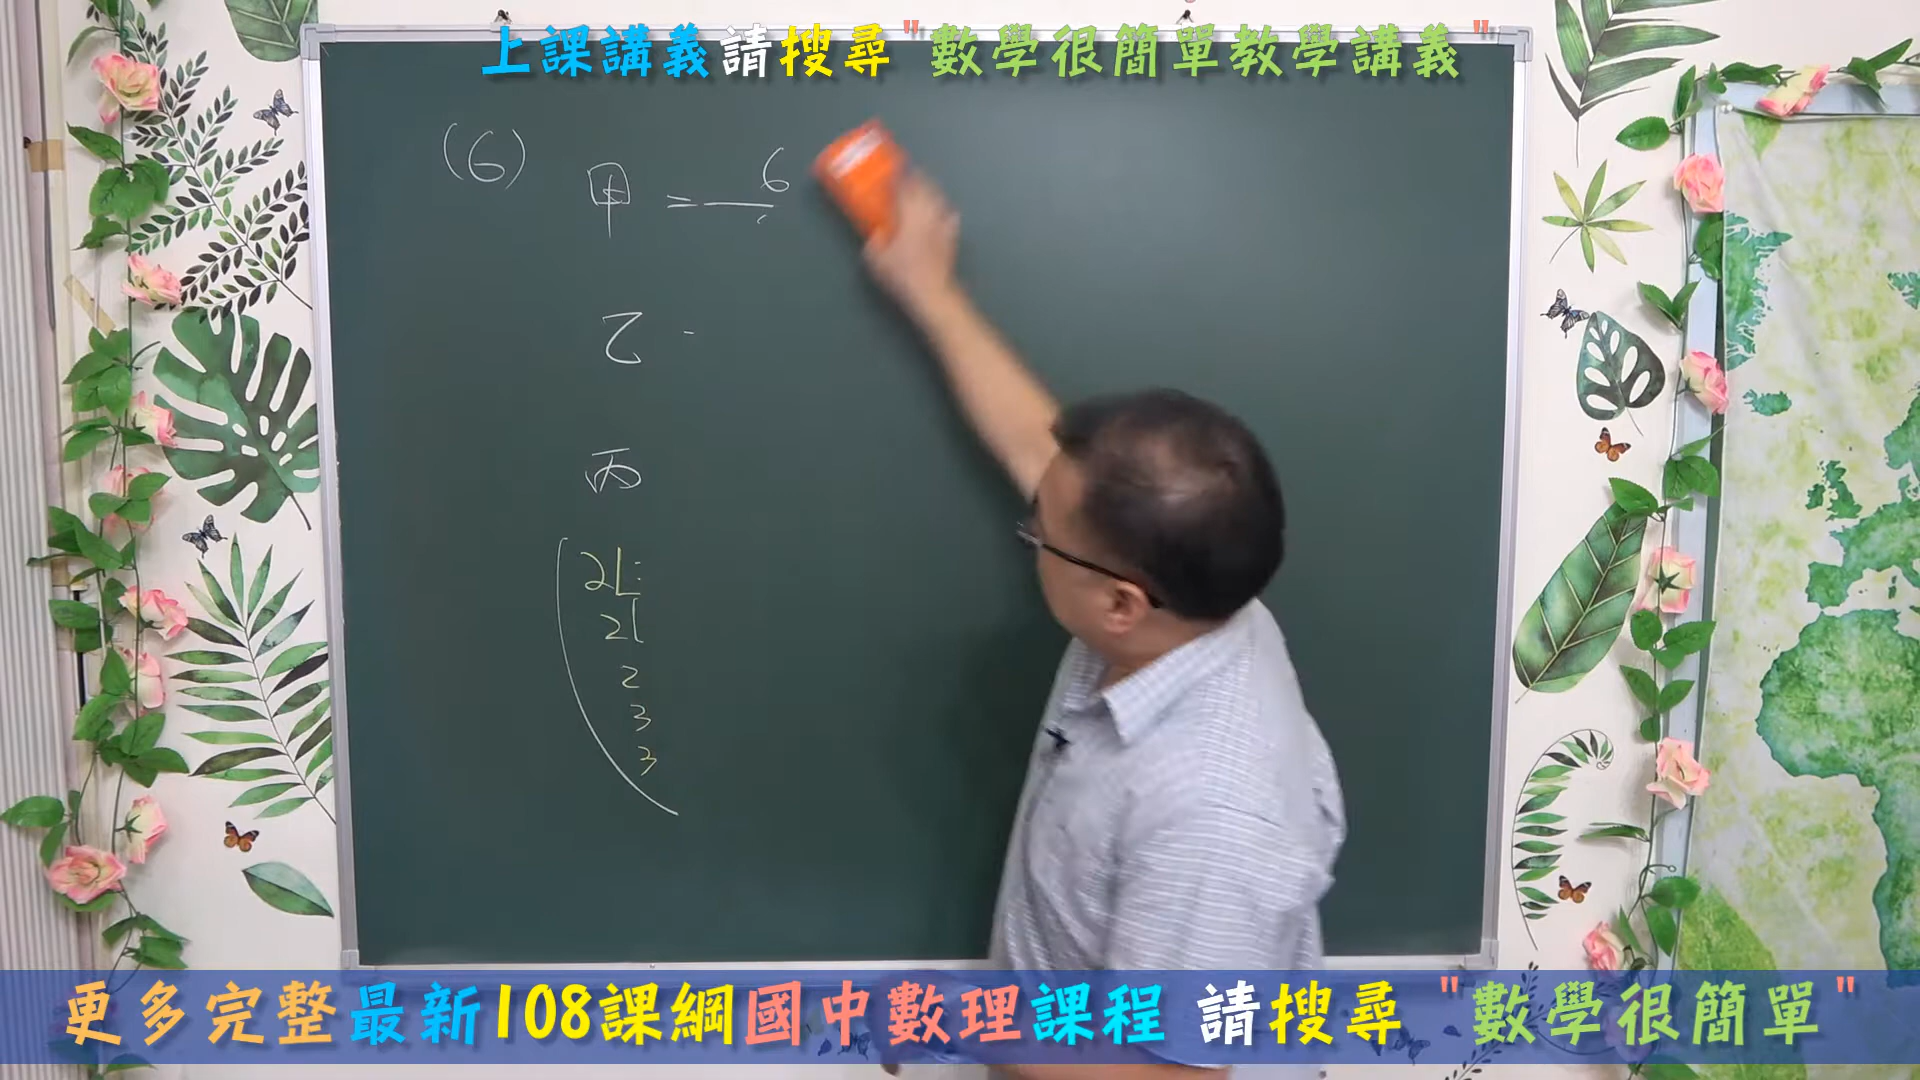 上課講義請搜尋"數學很簡單教學講義"
(6) 甲 = 6
乙 -
丙
2
21
2
3
3
更多完整最新108課綱國中數理課程 請搜尋 "數學很簡單"